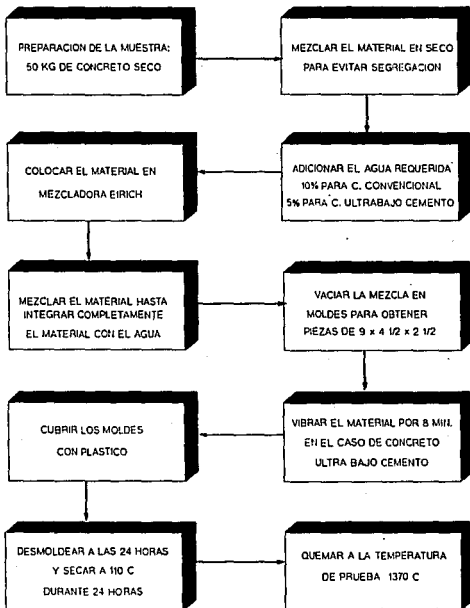 PREPARACION DE LA MUESTRA:
50 KG DE CONCRETO SECO
MEZCLAR EL MATERIAL EN SECO
PARA EVITAR SEGREGACION
ADICIONAR EL AGUA REQUERIDA
10% PARA C. CONVENCIONAL
5% PARA C. ULTRABAJO CEMENTO
COLOCAR EL MATERIAL EN
MEZCLADORA EIRICH
MEZCLAR EL MATERIAL HASTA
INTEGRAR COMPLETAMENTE
EL MATERIAL CON EL AGUA
VACIAR LA MEZCLA EN
MOLDES PARA OBTENER
PIEZAS DE 9 x 4 1/2 x 2 1/2
VIBRAR EL MATERIAL POR 8 MIN.
EN EL CASO DE CONCRETO
ULTRA BAJO CEMENTO
CUBRIR LOS MOLDES
CON PLASTICO
DESMOLDEAR A LAS 24 HORAS
Y SECAR A 110 C
DURANTE 24 HORAS
QUEMAR A LA TEMPERATURA
DE PRUEBA 1370 C